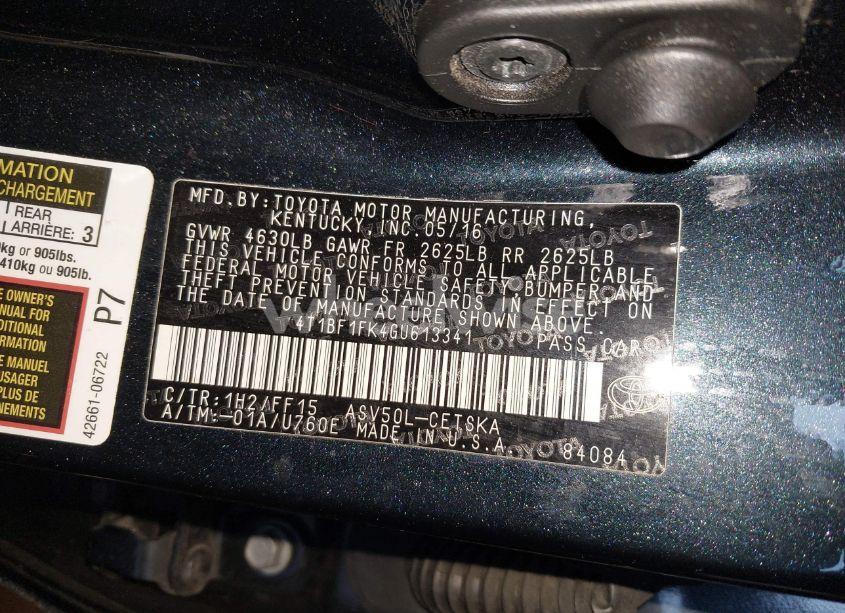 MATION
CHARGEMENT
REAR
ARRIÈRE: 3
kg or 905lbs.
410kg ou 905lb.
E OWNER'S
NUAL FOR
DITIONAL
RMATION
E MANUEL
USAGER
PLUS DE
GNEMENTS
P7
42661-06722
MFD. BY: TOYOTA MOTOR MANUFACTURING,
KENTUCKY, INC 05/16
GVWR 4630LB GAWR FR 2625LB RR 2625LB
THIS VEHICLE CONFORMS TO ALL APPLICABLE
FEDERAL MOTOR VEHICLE SAFETY, BUMPER AND
THEFT PREVENTION STANDARDS IN EFFECT ON
THE DATE OF MANUFACTURE SHOWN ABOVE.
4T1BF1FK4GU613341
PASS CAR
C/TR: 1H2/FF15 ASV50L-CETSKA
A/TM: -01A/U760E MADE IN U.S.A.
84084